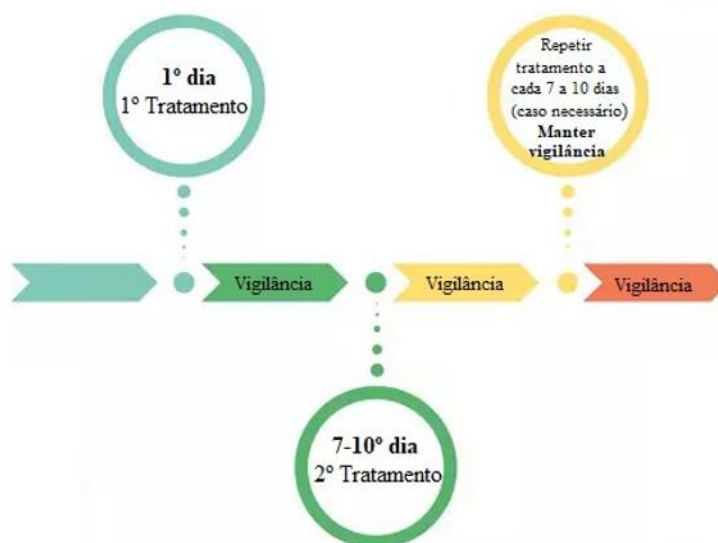 1º dia
1º Tratamento
Repetir
tratamento a
cada 7 a 10 dias
(caso necessário)
Manter
vigilância
Vigilância
Vigilância
Vigilância
7-10º dia
2º Tratamento